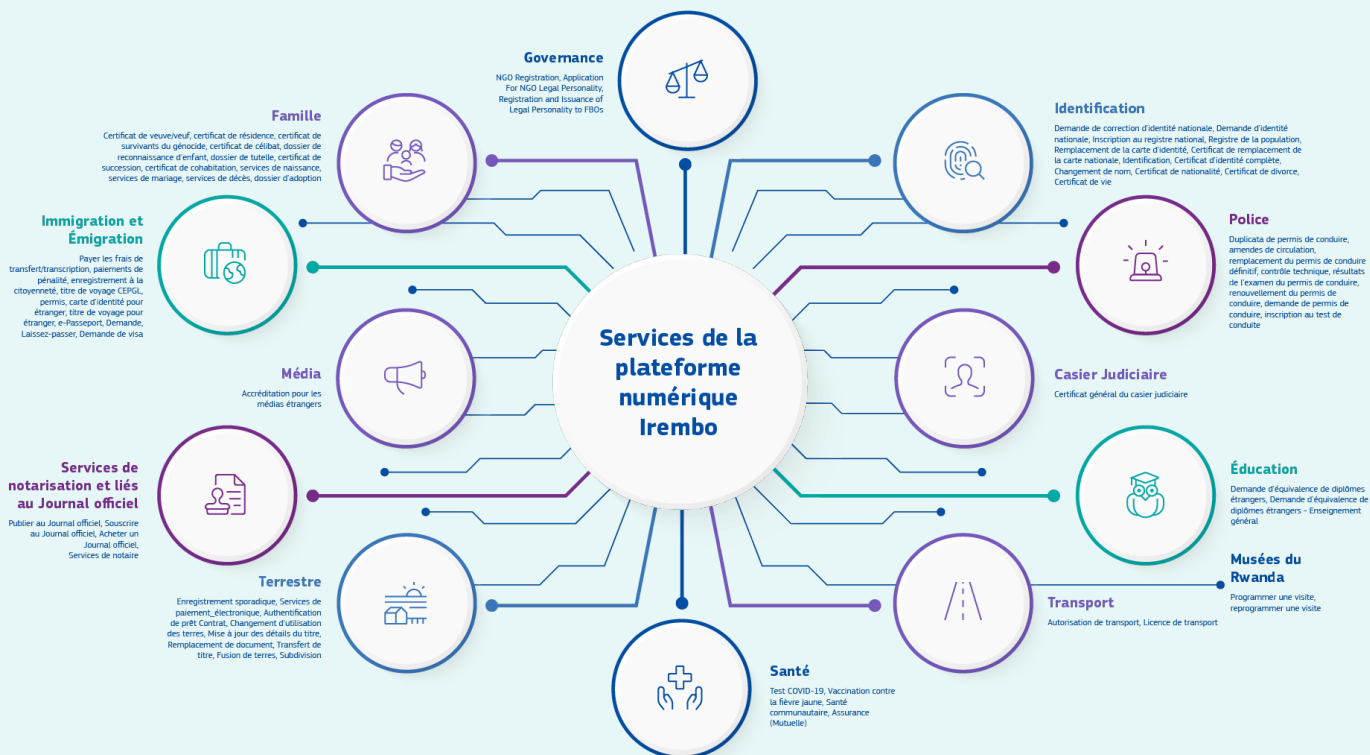 Governance
NGO Registration, Application
For NGO Legal Personality,
Registration and Issuance of
Legal Personality to FBOs
Famille
Certificat de veuve/veuf, certificat de résidence, certificat de
survivants du génocide, certificat de célibat, dossier de
reconnaissance d'enfant, dossier de tutelle, certificat de
succession, certificat de cohabitation, services de naissance,
services de mariage, services de décès, dossier d'adoption
Identification
Demande de correction d'identité nationale, Demande d'identité
nationale, Inscription au registre national, Registre de la population,
Remplacement de la carte d'identité, Certificat de remplacement de
la carte nationale, Identification, Certificat d'identité complète,
Changement de nom, Certificat de nationalité, Certificat de divorce,
Certificat de vie
Immigration et
Émigration
Payer les frais de
transfert/transcription, paiements de
pénalité, enregistrement à la
citoyenneté, titre de voyage CEPGL,
permis, carte d'identité pour
étranger, titre de voyage pour
étranger, e-Passeport, Demande,
Laissez-passer, Demande de visa
Police
Duplicata de permis de conduire,
amendes de circulation,
remplacement du permis de conduire
définitif, contrôle technique, résultats
de l'examen du permis de conduire,
renouvellement du permis de
conduire, demande de permis de
conduire, inscription au test de
conduite
Services de la
plateforme
numérique
Irembo
Média
Accréditation pour les
médias étrangers
Casier Judiciaire
Certificat général du casier judiciaire
Services de
notarisation et liés
au Journal officiel
Publier au Journal officiel, Souscrire
au Journal officiel, Acheter un
Journal officiel,
Services de notaire
Éducation
Demande d'équivalence de diplômes
étrangers, Demande d'équivalence de
diplômes étrangers - Enseignement
général
Musées du
Rwanda
Programmer une visite,
reprogrammer une visite
Terrestre
Enregistrement sporadique, Services de
paiement_électronique, Authentification
de prêt Contrat, Changement d'utilisation
des terres, Mise à jour des détails du titre,
Remplacement de document, Transfert de
titre, Fusion de terres, Subdivision
Transport
Autorisation de transport, Licence de transport
Santé
Test COVID-19, Vaccination contre
la fièvre jaune, Santé
communautaire, Assurance
(Mutuelle)